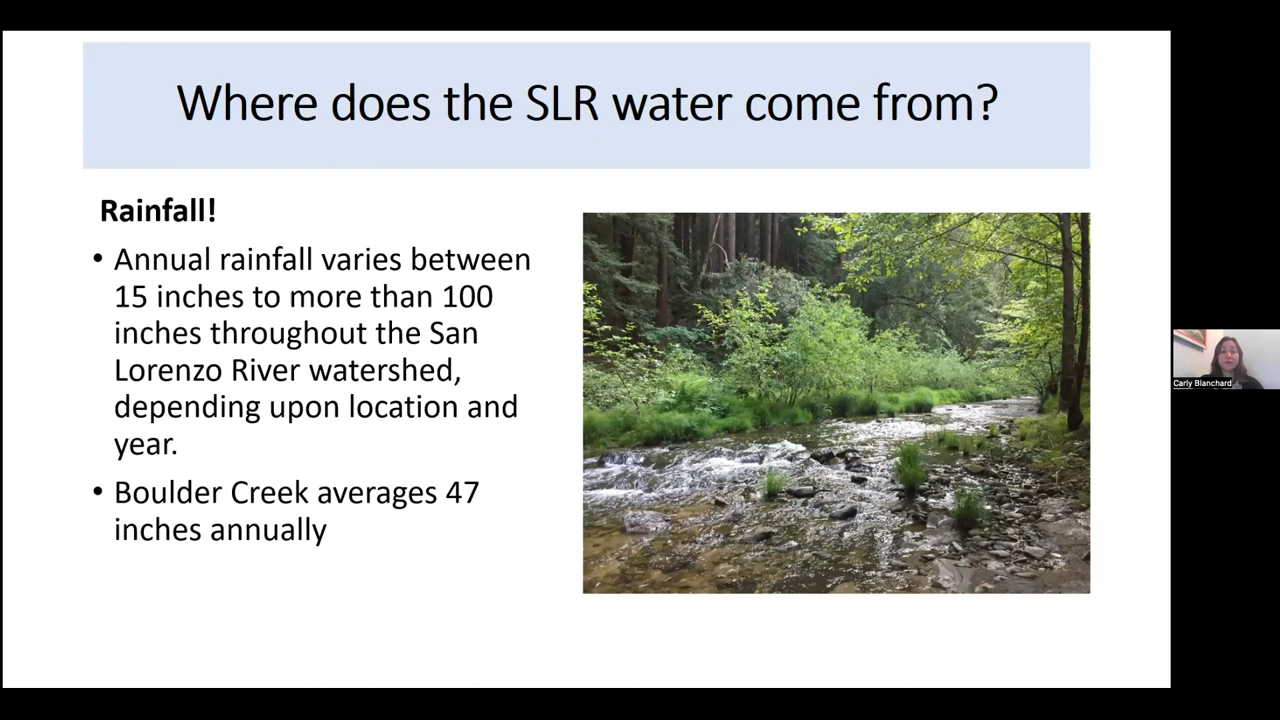 Where does the SLR water come from?
Rainfall!
• Annual rainfall varies between
15 inches to more than 100
inches throughout the San
Lorenzo River watershed,
depending upon location and
year.
• Boulder Creek averages 47
inches annually
Carly Blanchard